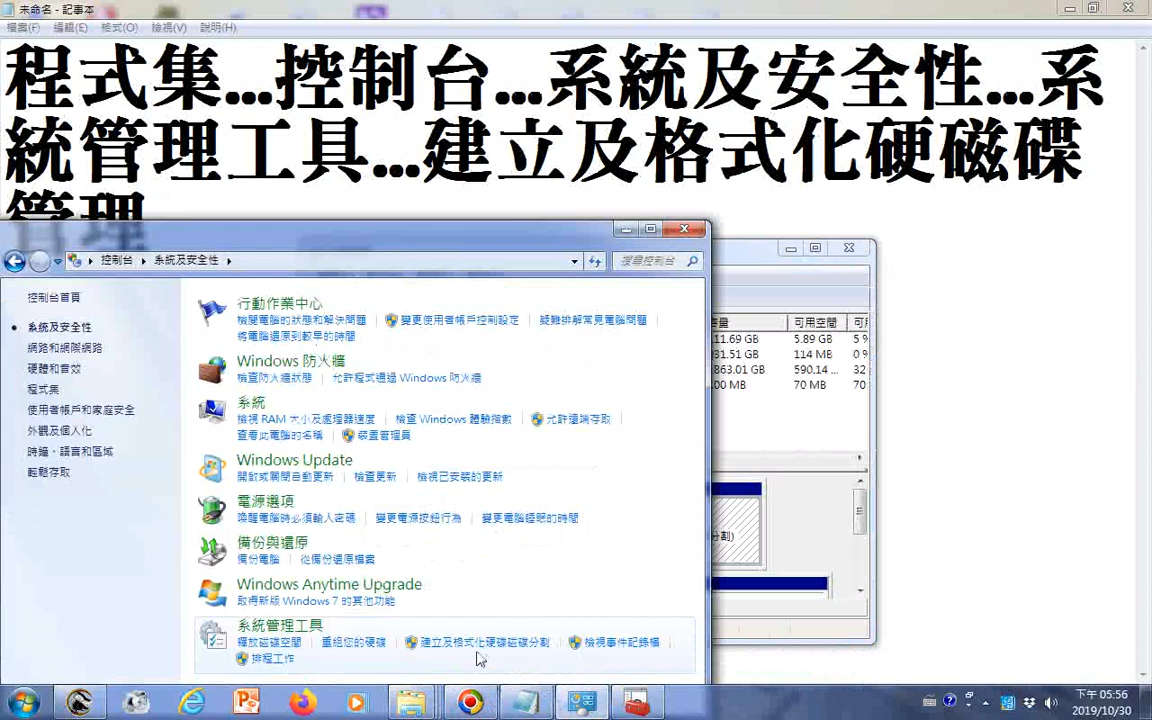 未命名 - 記事本
檔案(F) 編輯(E) 格式(O) 檢視(V) 說明(H)
程式集...控制台...系統及安全性...系
統管理工具...建立及格式化硬磁碟
管理
控制台 ▸ 系統及安全性 ▸
搜尋控制台
控制台首頁
系統及安全性
網路和網際網路
硬體和音效
程式集
使用者帳戶和家庭安全
外觀及個人化
時鐘、語言和區域
輕鬆存取
行動作業中心
檢閱電腦的狀態和解決問題 變更使用者帳戶控制設定 疑難排解常見電腦問題
將電腦還原到較早的時間
Windows 防火牆
檢查防火牆狀態 允許程式通過 Windows 防火牆
系統
檢視 RAM 大小及處理器速度 檢查 Windows 體驗指數 允許遠端存取
查看此電腦的名稱 裝置管理員
Windows Update
開啟或關閉自動更新 檢查更新 檢視已安裝的更新
電源選項
喚醒電腦時必須輸入密碼 變更電源按鈕行為 變更電腦睡眠的時間
備份與還原
備份電腦 從備份還原檔案
Windows Anytime Upgrade
取得新版 Windows 7 的其他功能
系統管理工具
釋放磁碟空間 重組您的硬碟 建立及格式化硬碟磁碟分割 檢視事件記錄檔
排程工作
容量 可用空間 可用
11.69 GB 5.89 GB 5 %
31.51 GB 114 MB 0 %
863.01 GB 590.14 ... 32
00 MB 70 MB 70
分割)
下午 05:56
2019/10/30